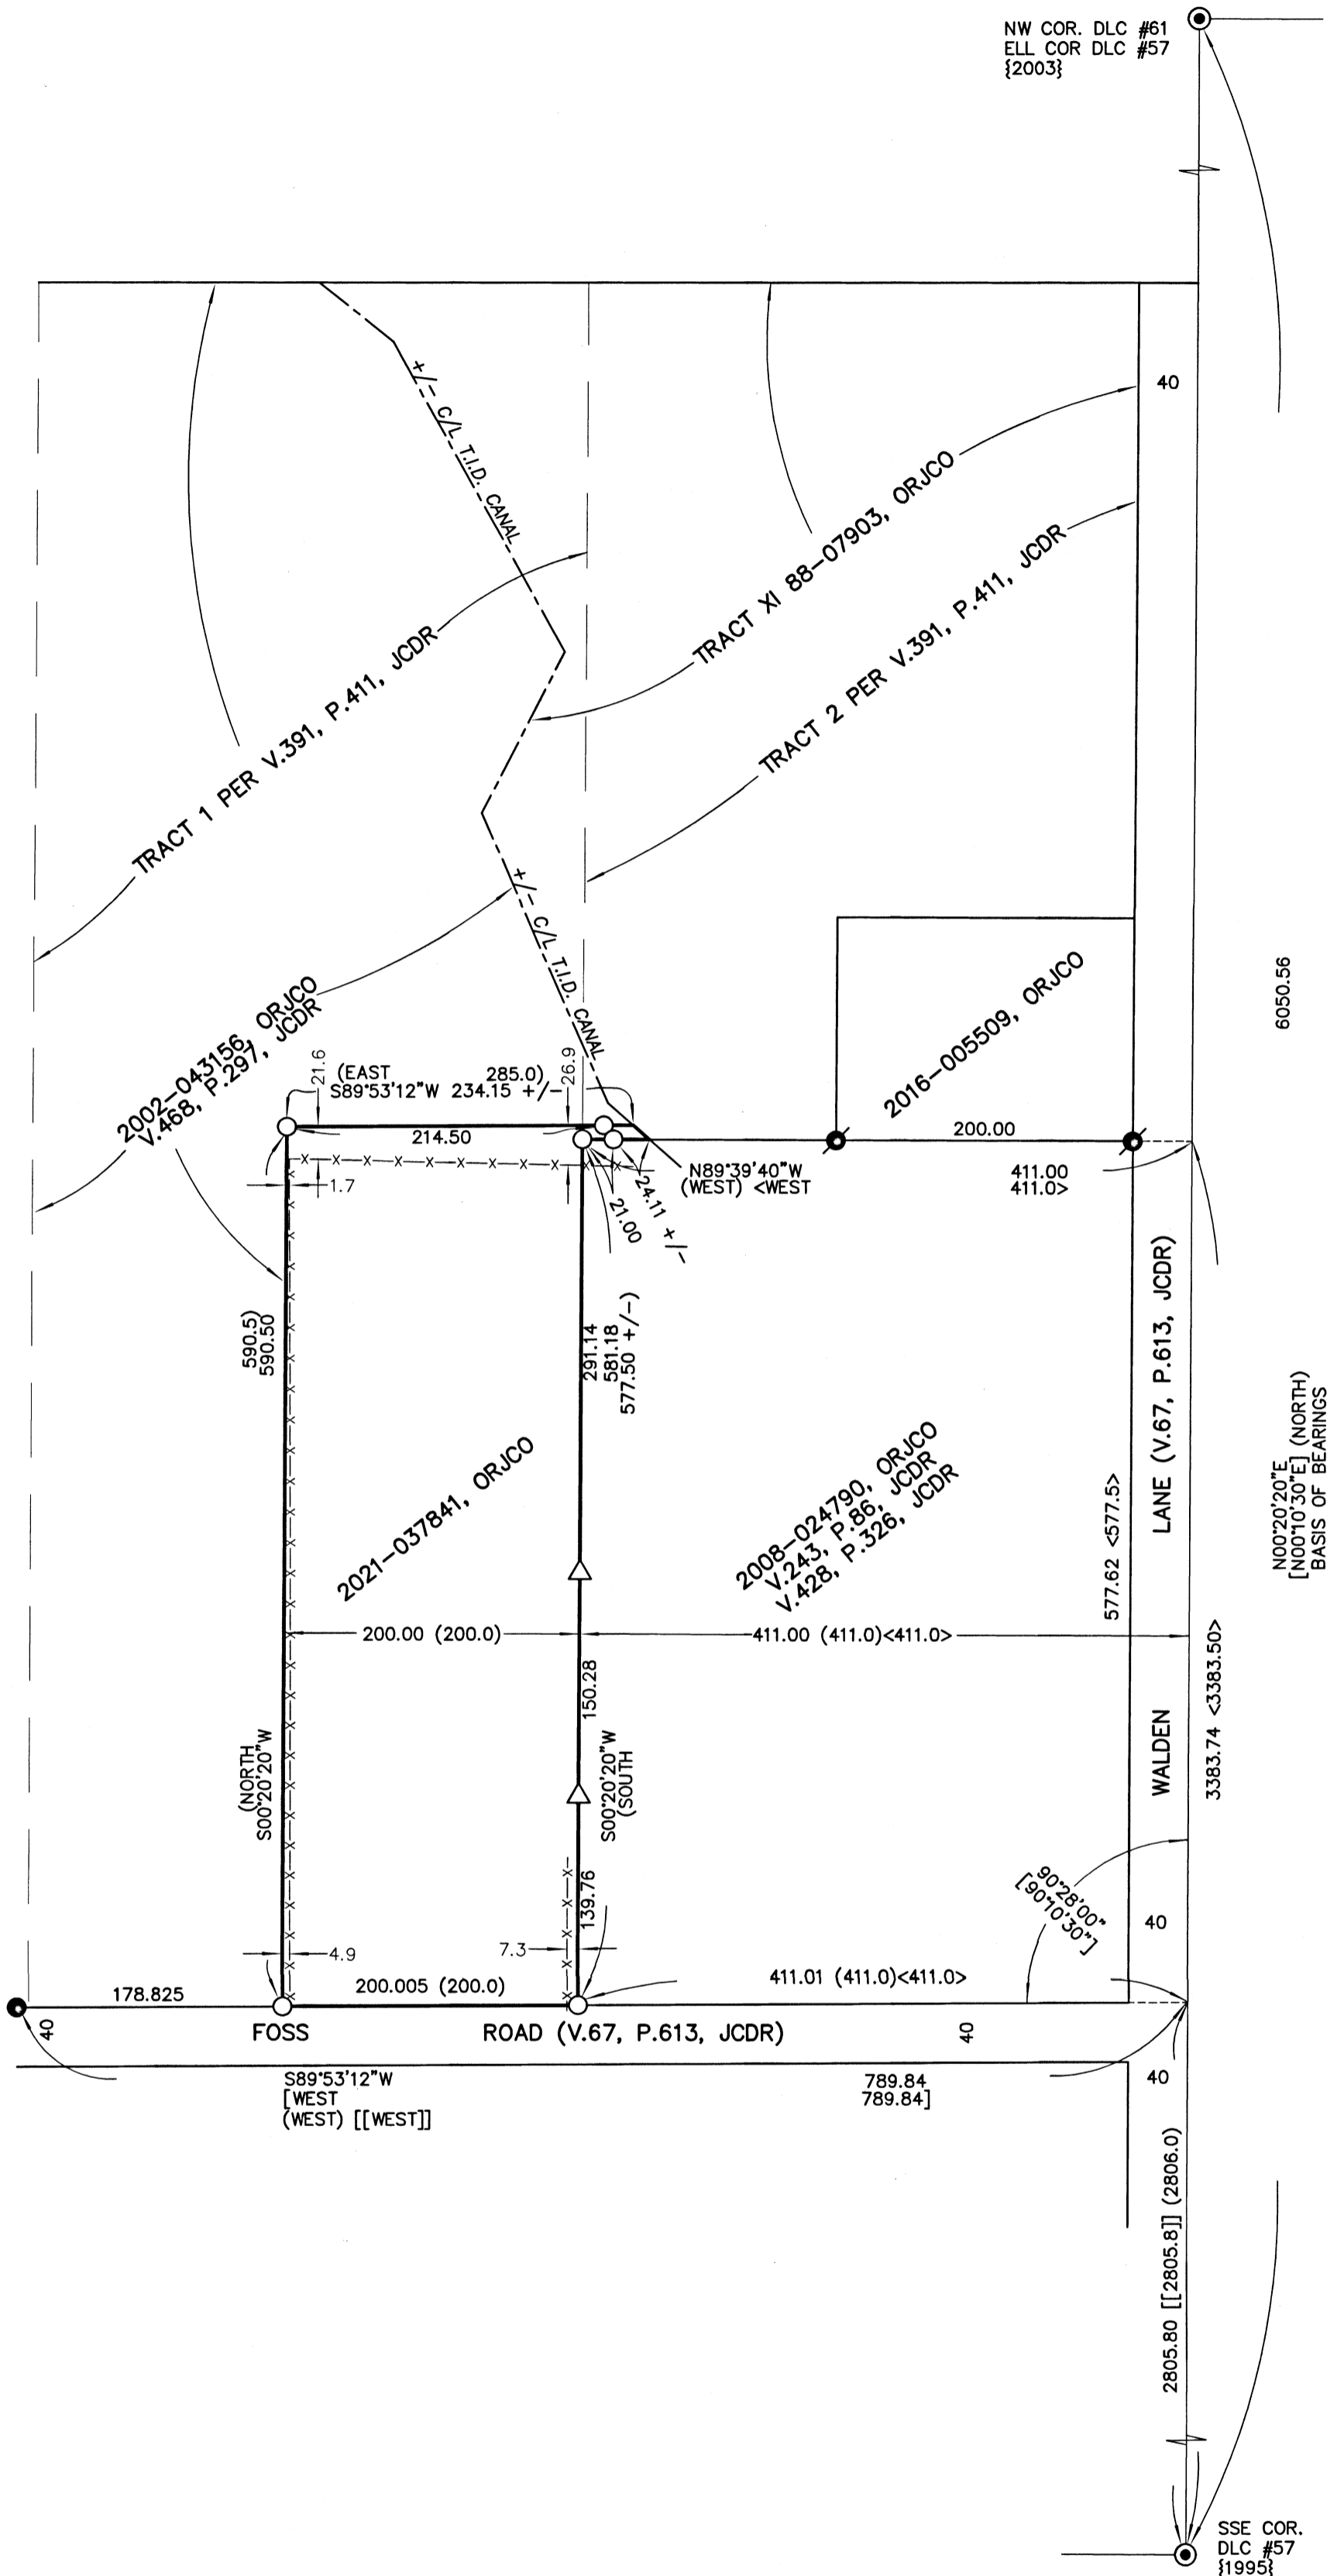 NW COR. DLC #61
ELL COR DLC #57
{2003}
40
+/- C/L T.I.D. CANAL
TRACT XI 88-07903, ORJCO
TRACT 1 PER V.391, P.411, JCDR
TRACT 2 PER V.391, P.411, JCDR
+/- C/L T.I.D. CANAL
2002-043156, ORJCO
V.468, P.297, JCDR
2016-005509, ORJCO
6050.56
21.6
(EAST 285.0)
S89°53'12"W 234.15 +/-
26.9
214.50
200.00
N89°39'40"W
(WEST) <WEST
411.00
411.0>
1.7
24.11 +/-
21.00
590.5)
590.50
291.14
581.18
577.50 +/-)
LANE (V.67, P.613, JCDR)
N00°20'20"E
[N00°10'30"E] (NORTH)
BASIS OF BEARINGS
2021-037841, ORJCO
2008-024790, ORJCO
V.243, P.86, JCDR
V.428, P.326, JCDR
577.62 <577.5>
200.00 (200.0)
411.00 (411.0)<411.0>
150.28
3383.74 <3383.50>
WALDEN
(NORTH
S00°20'20"W
S00°20'20"W
(SOUTH
139.76
90°28'00"
[90°10'30"]
40
4.9
7.3
178.825
200.005 (200.0)
411.01 (411.0)<411.0>
40
FOSS ROAD (V.67, P.613, JCDR)
40
S89°53'12"W
[WEST
(WEST) [[WEST]]
789.84
789.84]
40
2805.80 [[2805.8]] (2806.0)
SSE COR.
DLC #57
{1995}